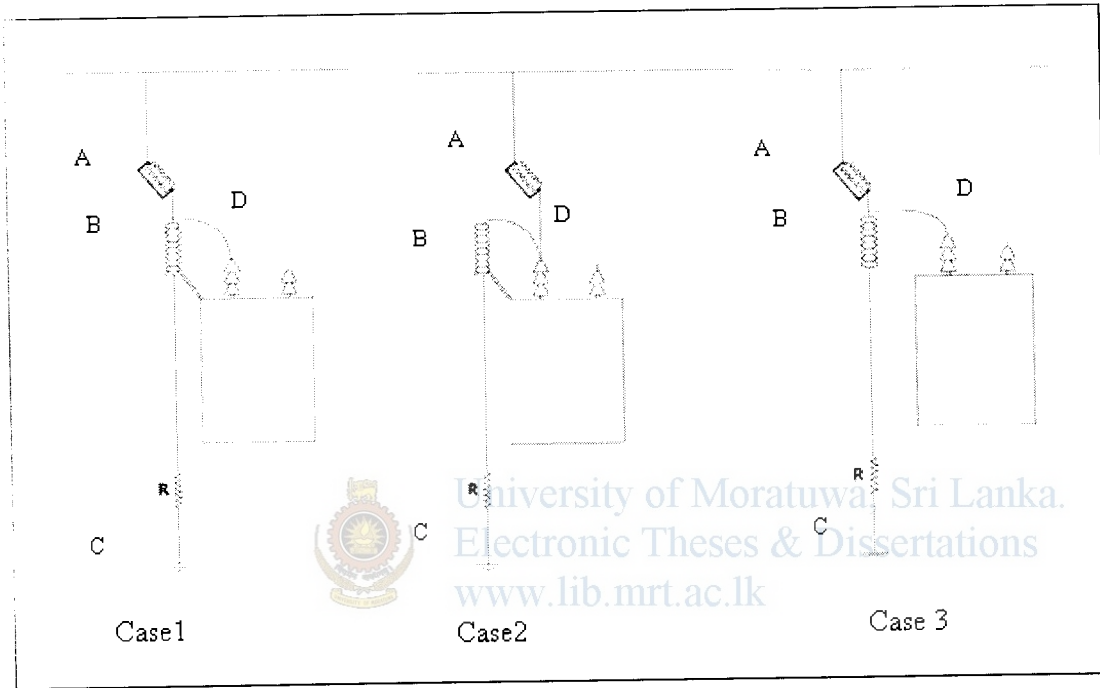 A
B
D
R
C
Case1
A
B
D
R
C
Case2
A
B
D
R
C
Case 3
University of Moratuwa, Sri Lanka.
Electronic Theses & Dissertations
www.lib.mrt.ac.lk